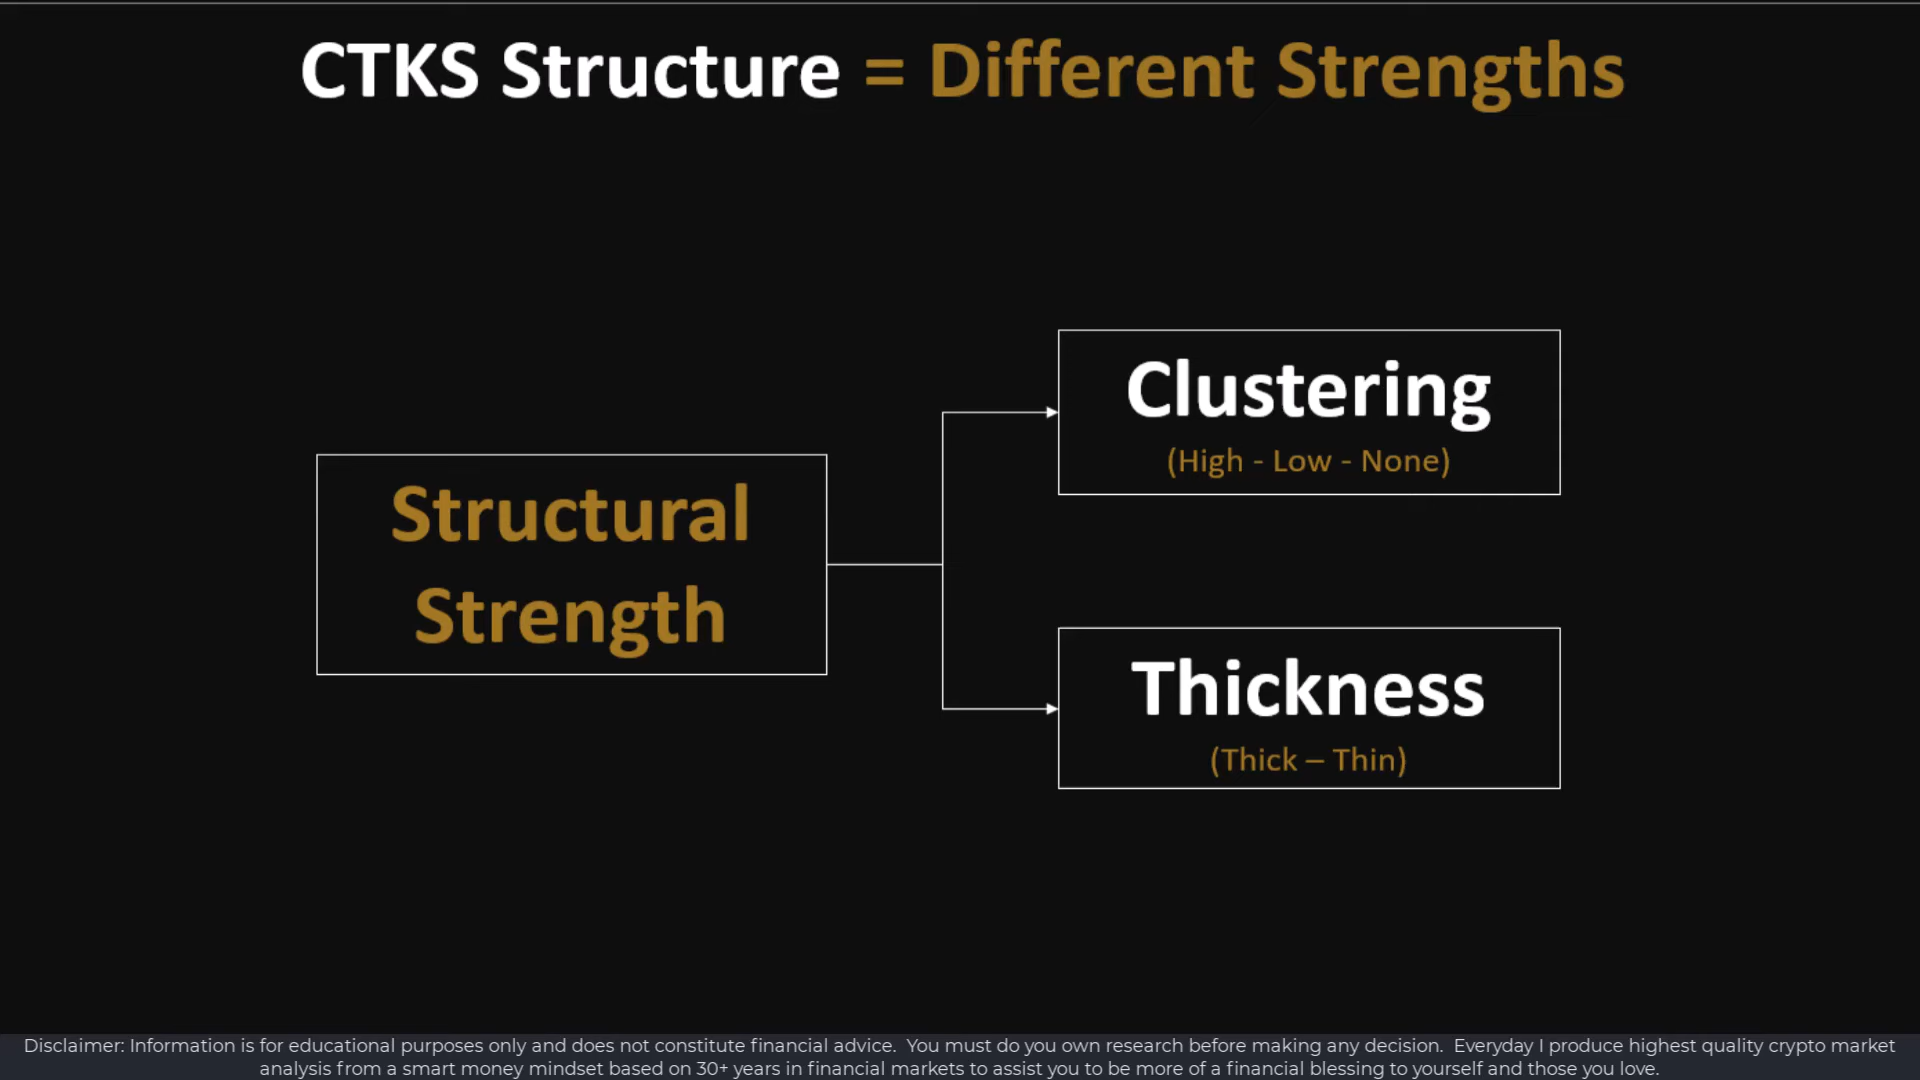 CTKS Structure = Different Strengths
Clustering
(High - Low - None)
Structural
Strength
Thickness
(Thick – Thin)
Disclaimer: Information is for educational purposes only and does not constitute financial advice.  You must do you own research before making any decision.  Everyday I produce highest quality crypto market
analysis from a smart money mindset based on 30+ years in financial markets to assist you to be more of a financial blessing to yourself and those you love.